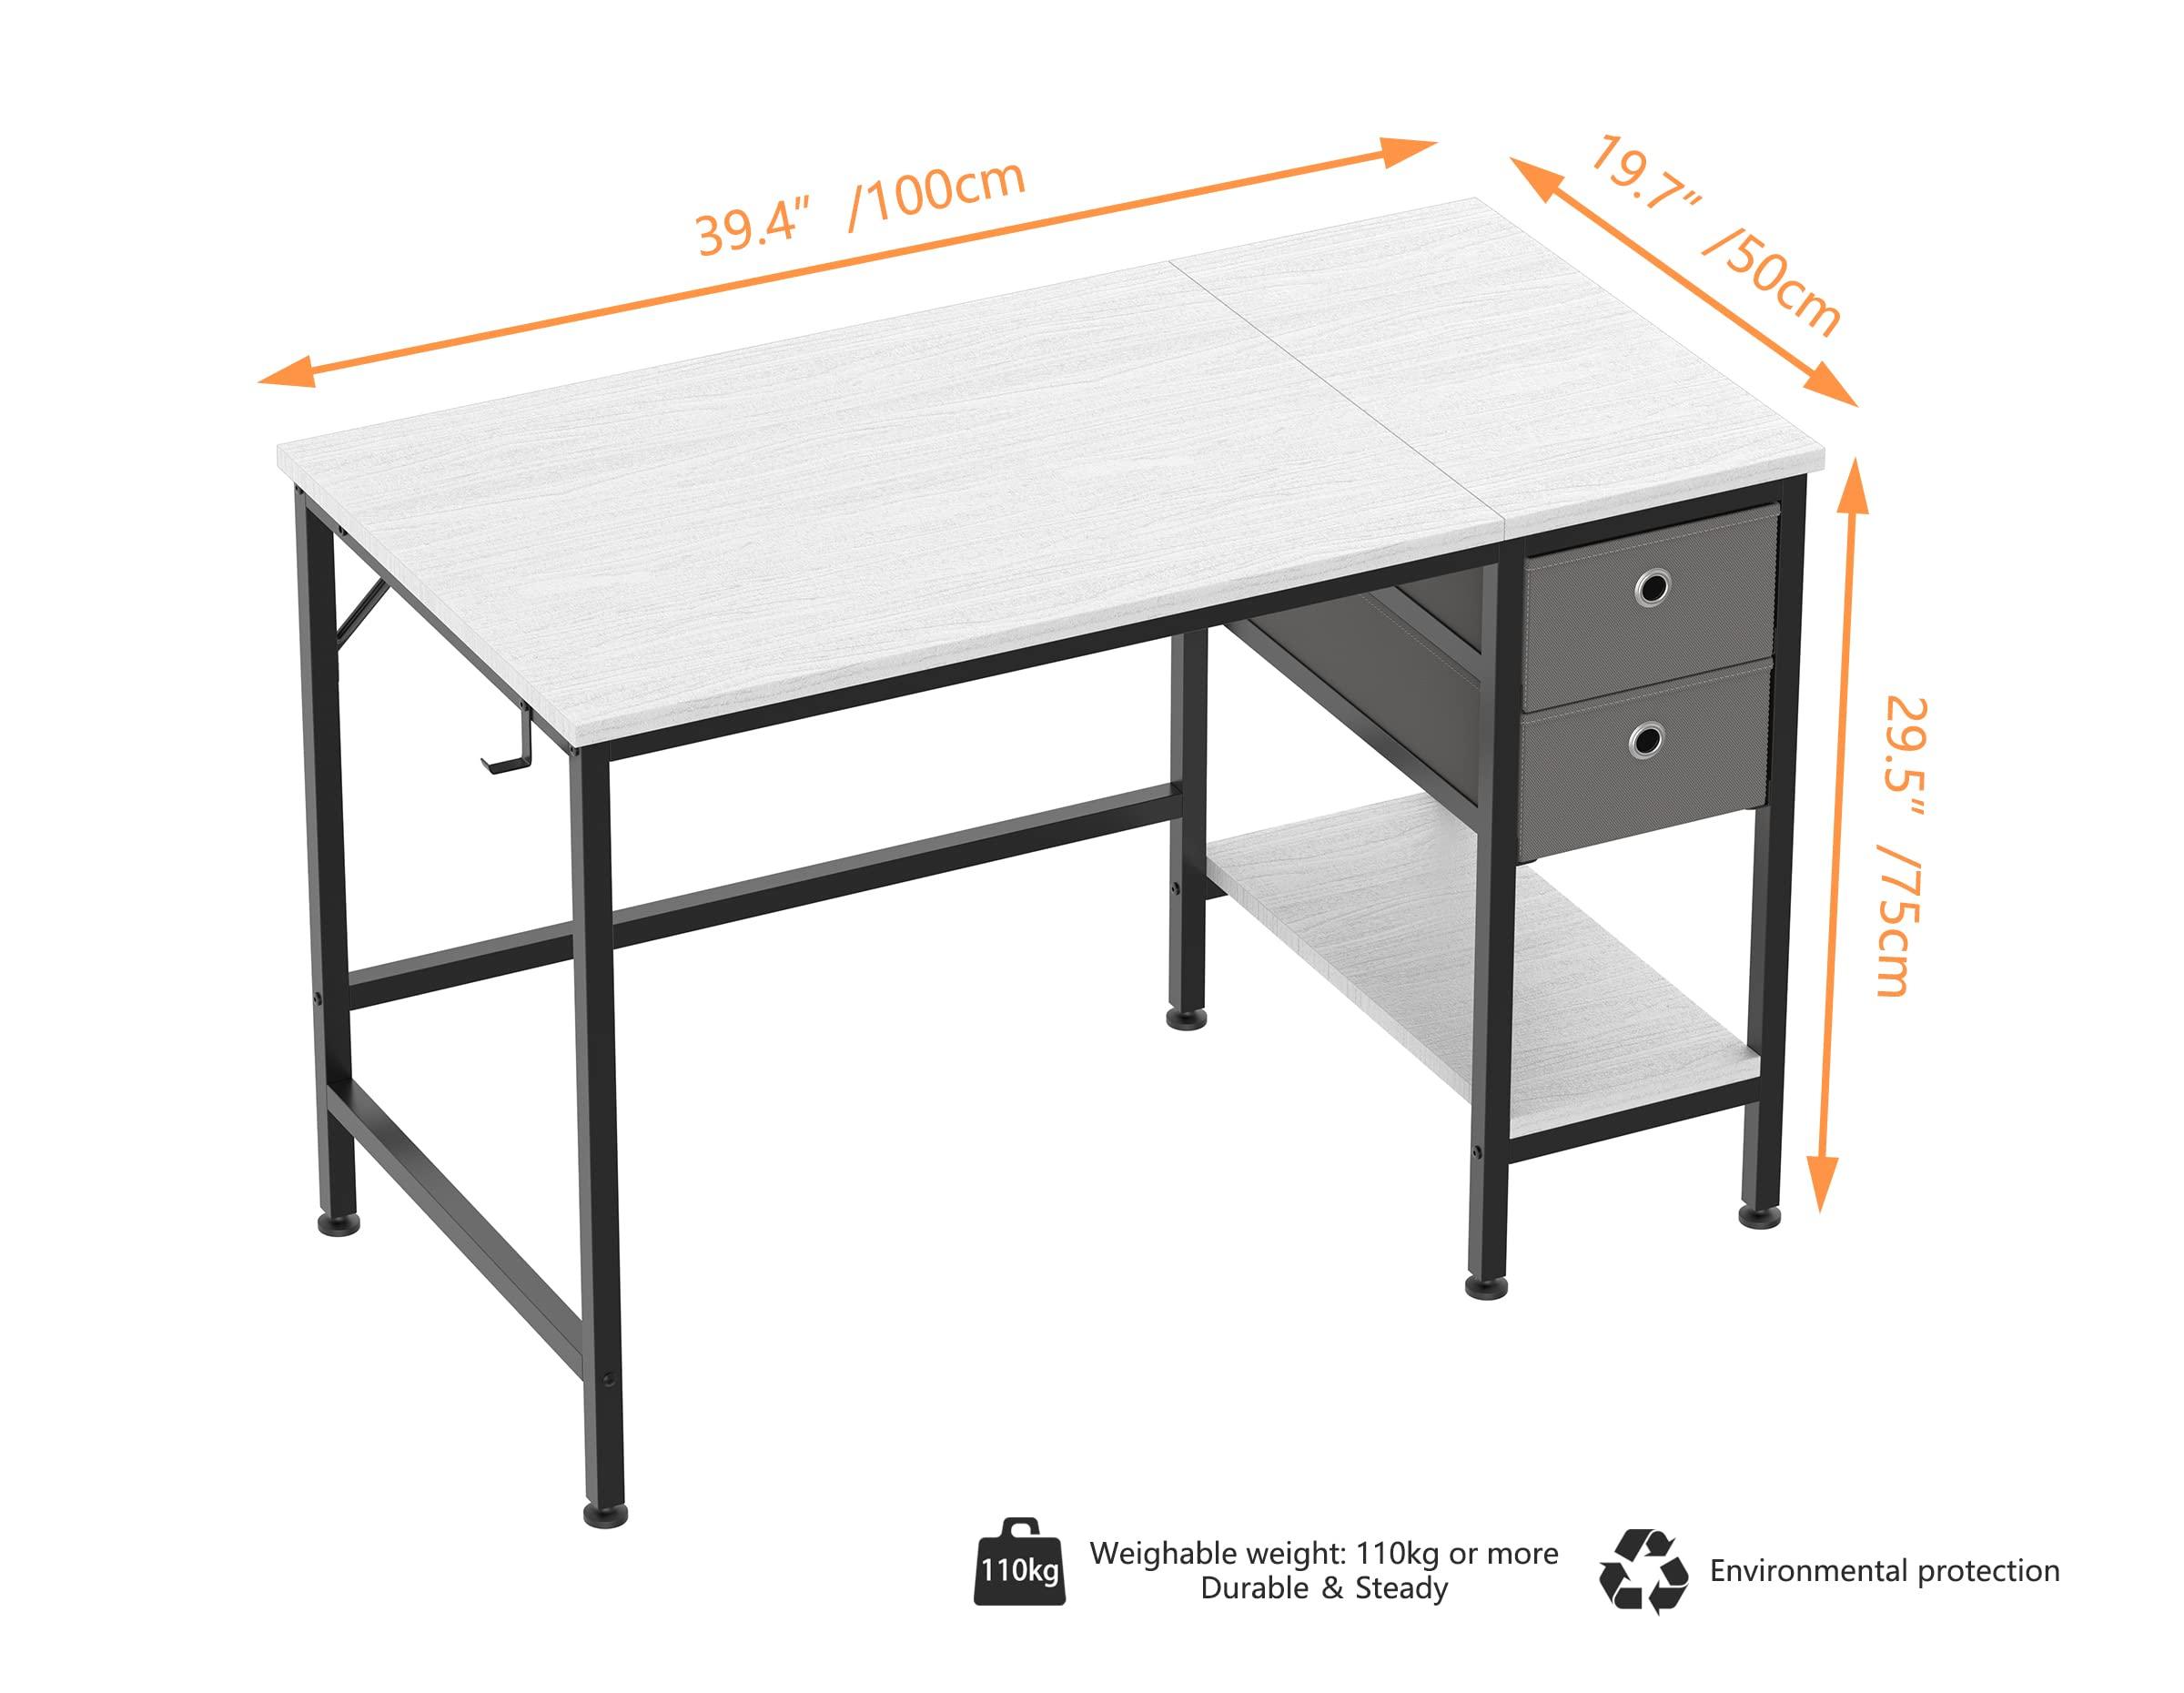 39.4" /100cm
19.7" /50cm
29.5" /75cm
110kg
Weighable weight: 110kg or more
Durable & Steady
Environmental protection